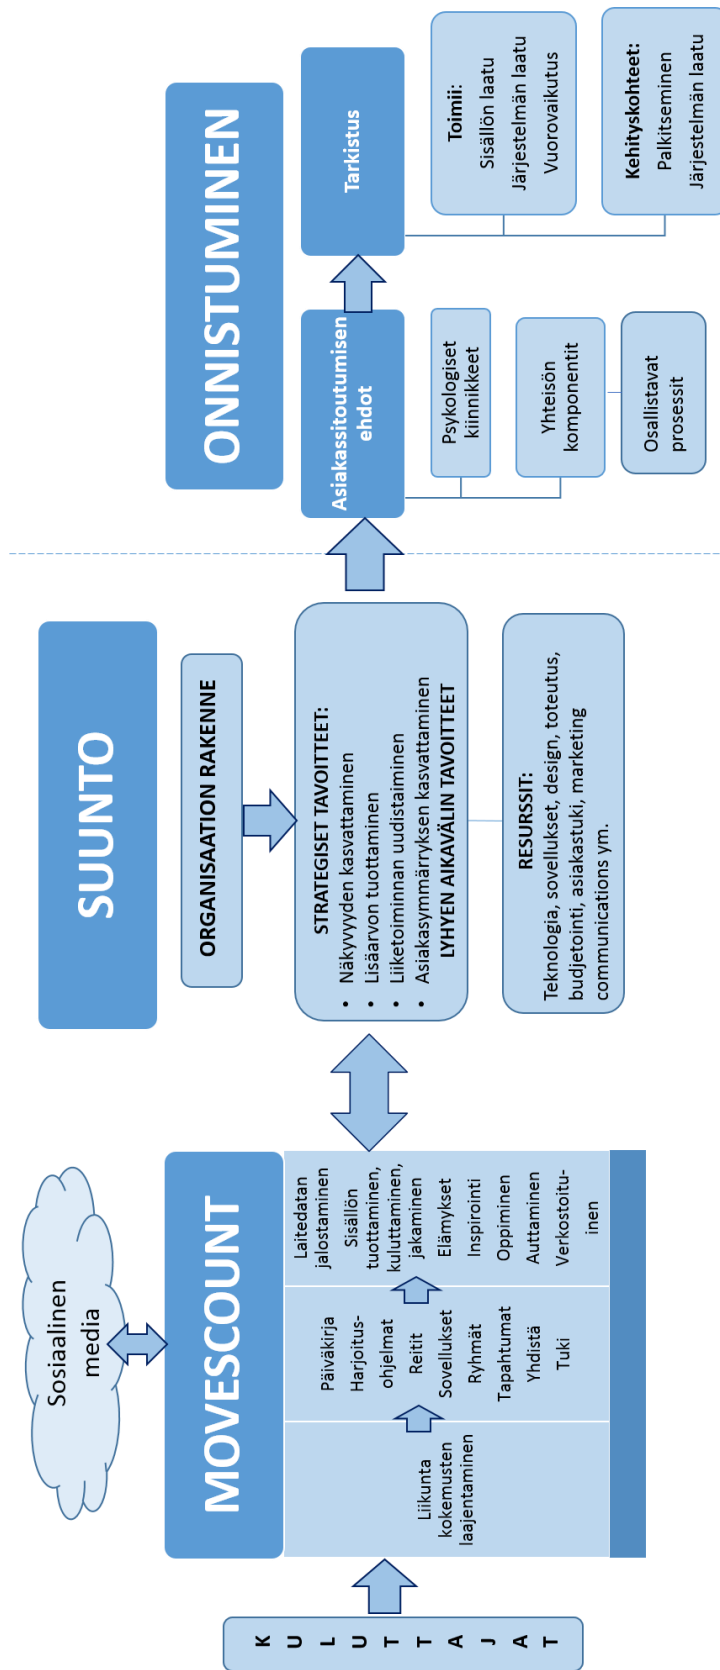 K
U
L
U
T
T
A
J
A
T
Sosiaalinen
media
MOVESCOUNT
Liikunta
kokemusten
laajentaminen
Päiväkirja
Harjoitus-
ohjelmat
Reitit
Sovellukset
Ryhmät
Tapahtumat
Yhdistä
Tuki
Laitedatan
jalostaminen
Sisällön
tuottaminen,
kuluttaminen,
jakaminen
Elämykset
Inspirointi
Oppiminen
Auttaminen
Verkostoitu-
inen
SUUNTO
ORGANISAATION RAKENNE
STRATEGISET TAVOITTEET:
• Näkyvyyden kasvattaminen
• Lisäarvon tuottaminen
• Liiketoiminnan uudistaiminen
• Asiakasymmärryksen kasvattaminen
LYHYEN AIKAVÄLIN TAVOITTEET
RESURSSIT:
Teknologia, sovellukset, design, toteutus,
budjetointi, asiakastuki, marketing
communications ym.
ONNISTUMINEN
Asiakassitoutumisen
ehdot
Psykologiset
kiinnikkeet
Yhteisön
komponentit
Osallistavat
prosessit
Tarkistus
Toimii:
Sisällön laatu
Järjestelmän laatu
Vuorovaikutus
Kehityskohteet:
Palkitseminen
Järjestelmän laatu